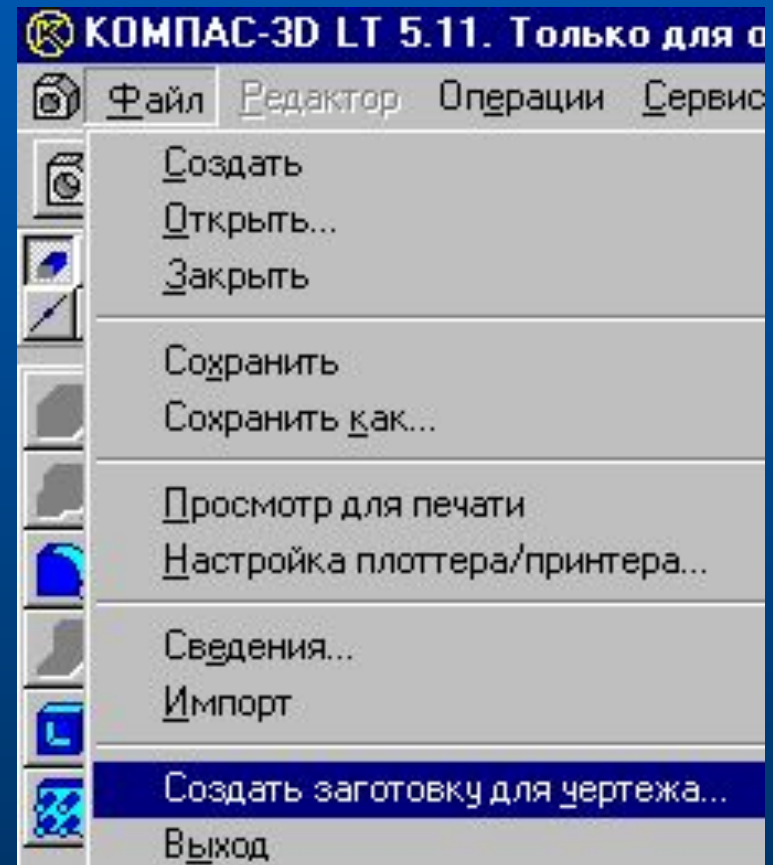 КОМПАС-3D LT 5.11. Только для о
Файл Редактор Операции Сервис
Создать
Открыть...
Закрыть
Сохранить
Сохранить как...
Просмотр для печати
Настройка плоттера/принтера...
Сведения...
Импорт
Создать заготовку для чертежа...
Выход